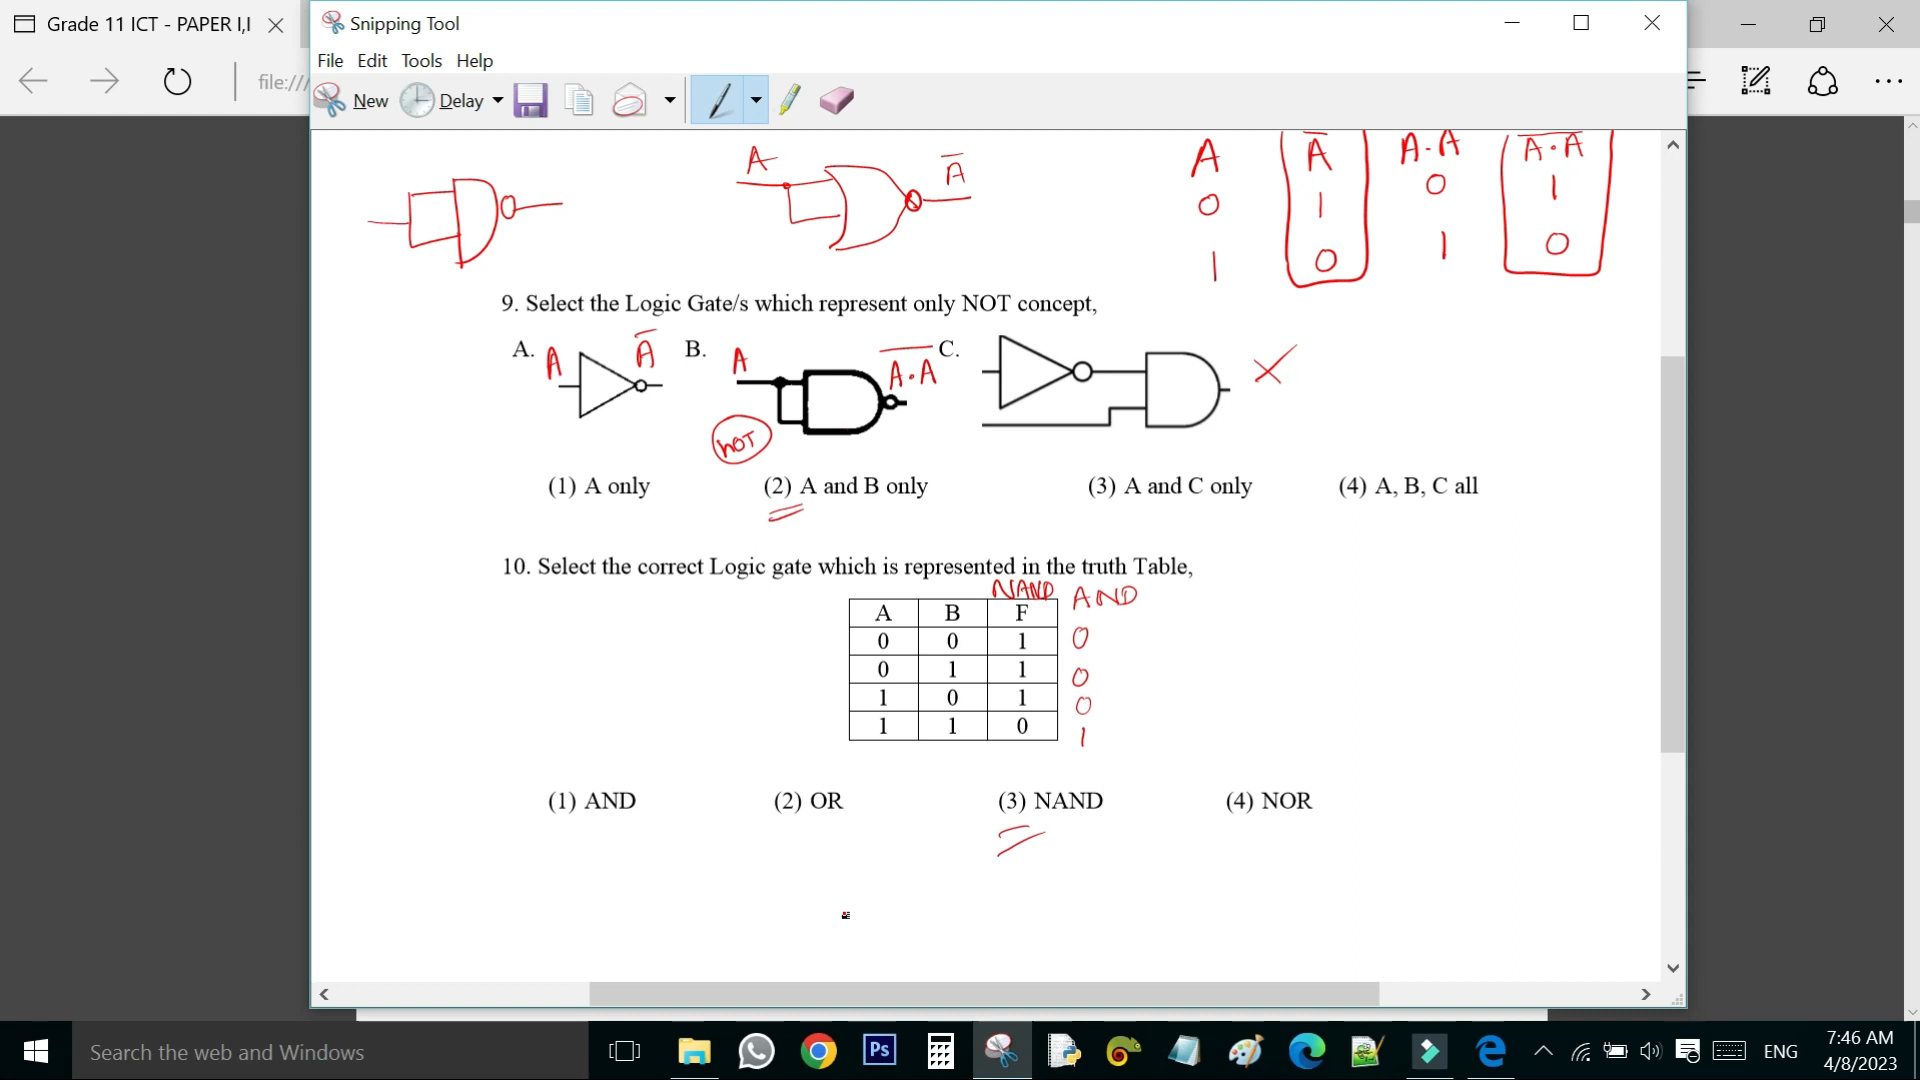 Grade 11 ICT - PAPER I,I
Snipping Tool
File Edit Tools Help
file:///
New Delay
A A̅ A·A A̅·̅A̅
A A̅
0 1 0 1
1 0 1 0
9. Select the Logic Gate/s which represent only NOT concept,
A. A A̅ B. A A̅·̅A̅ C. X
NOT
(1) A only (2) A and B only (3) A and C only (4) A, B, C all
10. Select the correct Logic gate which is represented in the truth Table,
NAND AND
A B F
0 0 1 0
0 1 1 0
1 0 1 0
1 1 0 1
(1) AND (2) OR (3) NAND (4) NOR
Search the web and Windows
Ps
ENG
7:46 AM
4/8/2023